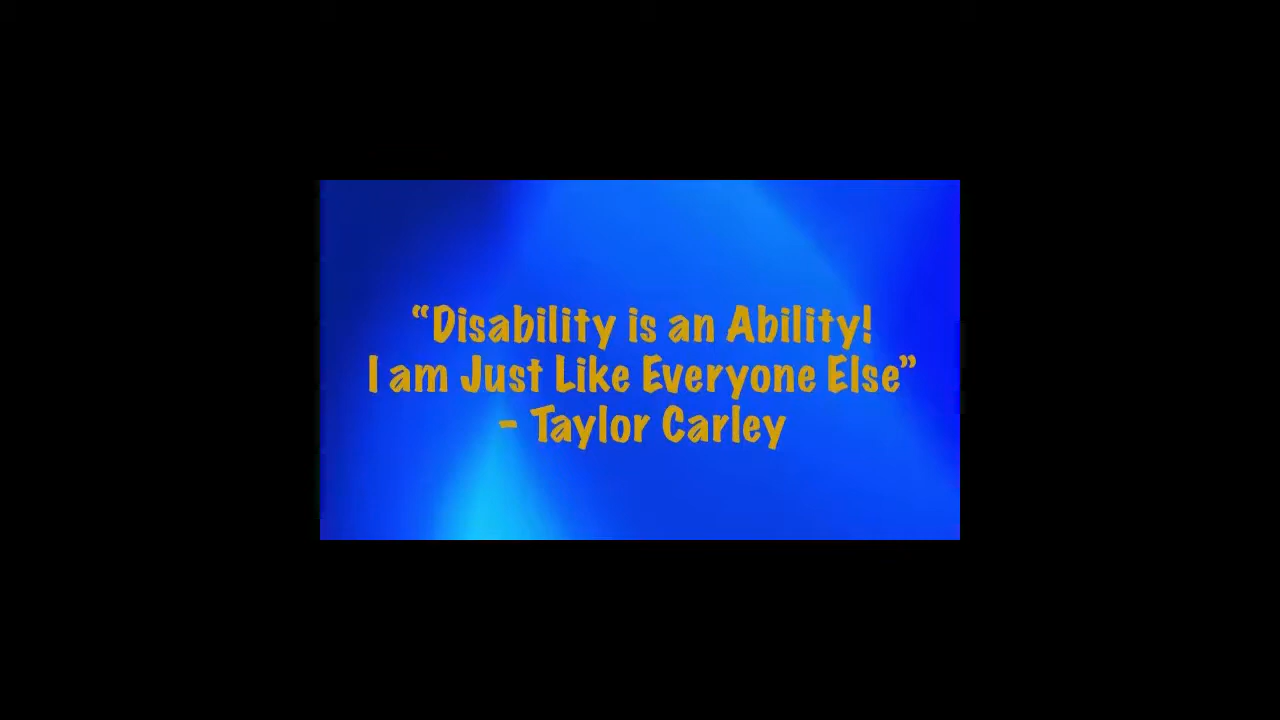 “Disability is an Ability!
I am Just Like Everyone Else”
- Taylor Carley